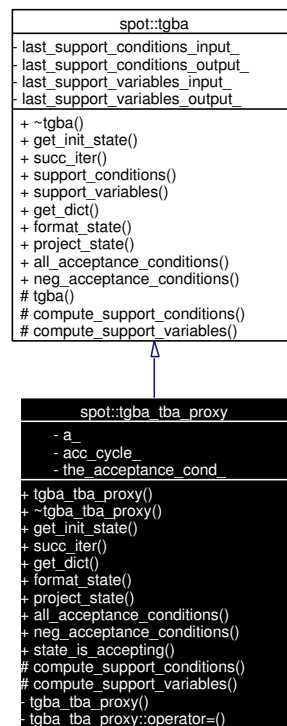 spot::tgba
- last_support_conditions_input_
- last_support_conditions_output_
- last_support_variables_input_
- last_support_variables_output_
+ ~tgba()
+ get_init_state()
+ succ_iter()
+ support_conditions()
+ support_variables()
+ get_dict()
+ format_state()
+ project_state()
+ all_acceptance_conditions()
+ neg_acceptance_conditions()
# tgba()
# compute_support_conditions()
# compute_support_variables()
spot::tgba_tba_proxy
- a_
- acc_cycle_
- the_acceptance_cond_
+ tgba_tba_proxy()
+ ~tgba_tba_proxy()
+ get_init_state()
+ succ_iter()
+ get_dict()
+ format_state()
+ project_state()
+ all_acceptance_conditions()
+ neg_acceptance_conditions()
+ state_is_accepting()
# compute_support_conditions()
# compute_support_variables()
- tgba_tba_proxy()
- tgba_tba_proxy::operator=()